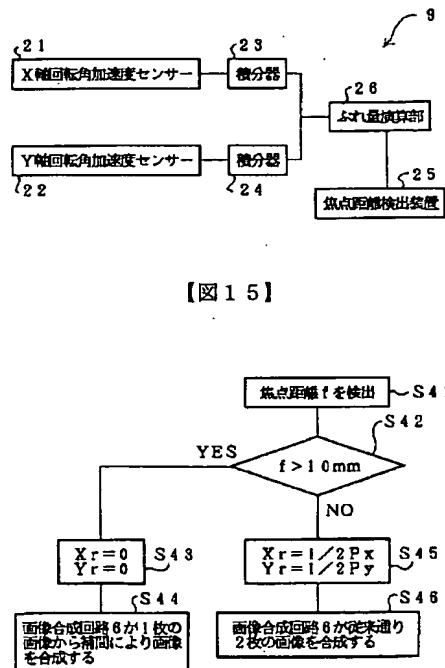 9
21
X軸回転角加速度センサー
23
積分器
26
ぶれ量演算部
Y軸回転角加速度センサー
22
積分器
24
25
焦点距離検出装置
【図15】
焦点距離fを検出
S41
S42
YES
f>10mm
NO
Xr=0
Yr=0
S43
Xr=1/2Px
Yr=1/2Py
S45
S44
画像合成回路6が1枚の
画像から補間により画像
を合成する
S46
画像合成回路6が従来通り
2枚の画像を合成する